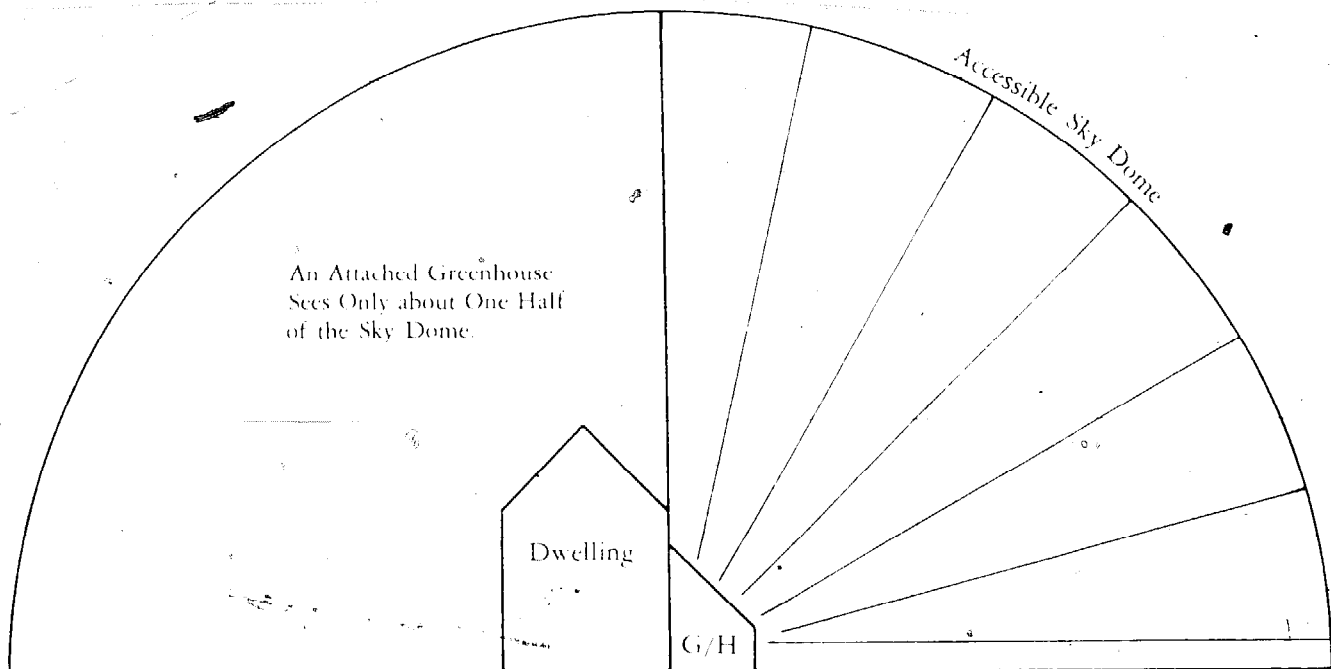 Accessible Sky Dome
An Attached Greenhouse
Sees Only about One Half
of the Sky Dome.
Dwelling
G/H